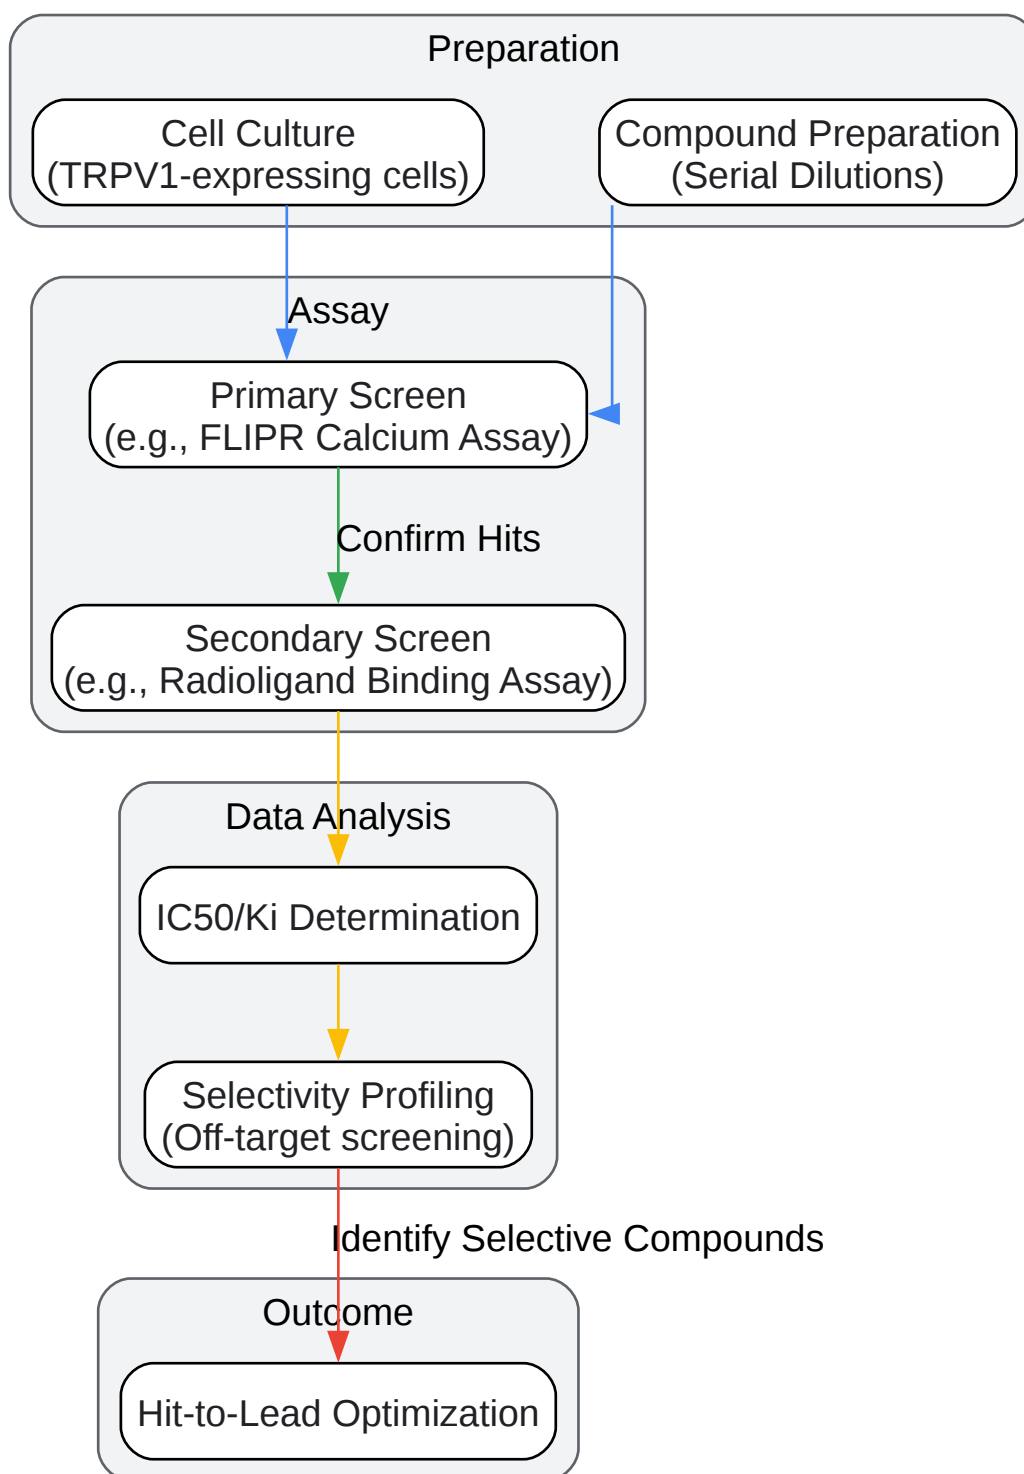 Preparation
Cell Culture
(TRPV1-expressing cells)
Compound Preparation
(Serial Dilutions)
Assay
Primary Screen
(e.g., FLIPR Calcium Assay)
Confirm Hits
Secondary Screen
(e.g., Radioligand Binding Assay)
Data Analysis
IC50/Ki Determination
Selectivity Profiling
(Off-target screening)
Identify Selective Compounds
Outcome
Hit-to-Lead Optimization